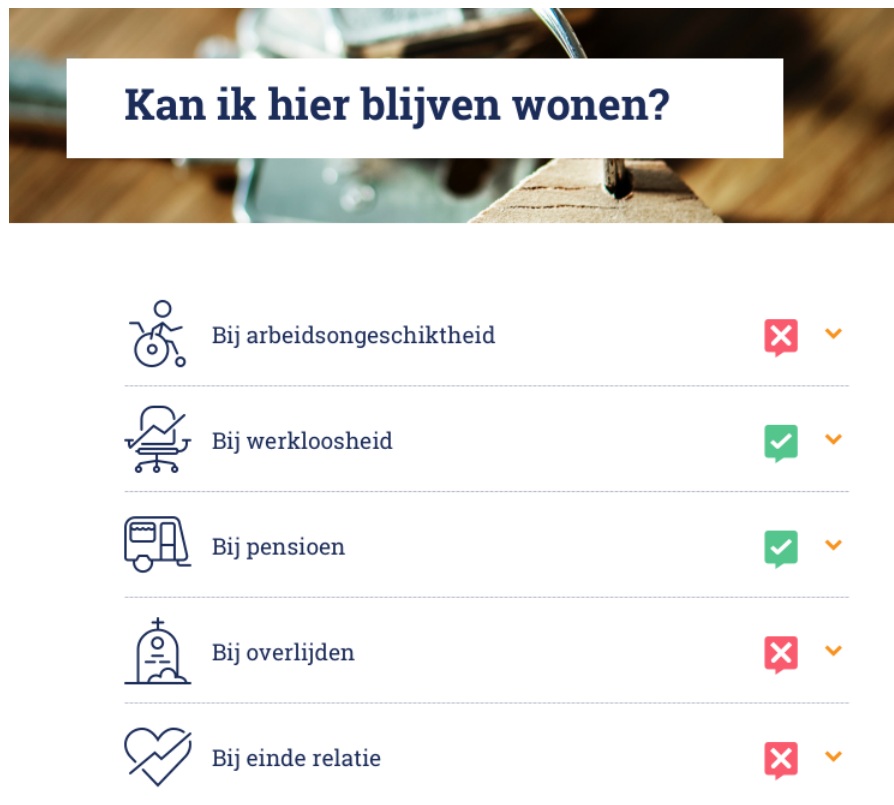 Kan ik hier blijven wonen?
Bij arbeidsongeschiktheid
Bij werkloosheid
Bij pensioen
Bij overlijden
Bij einde relatie